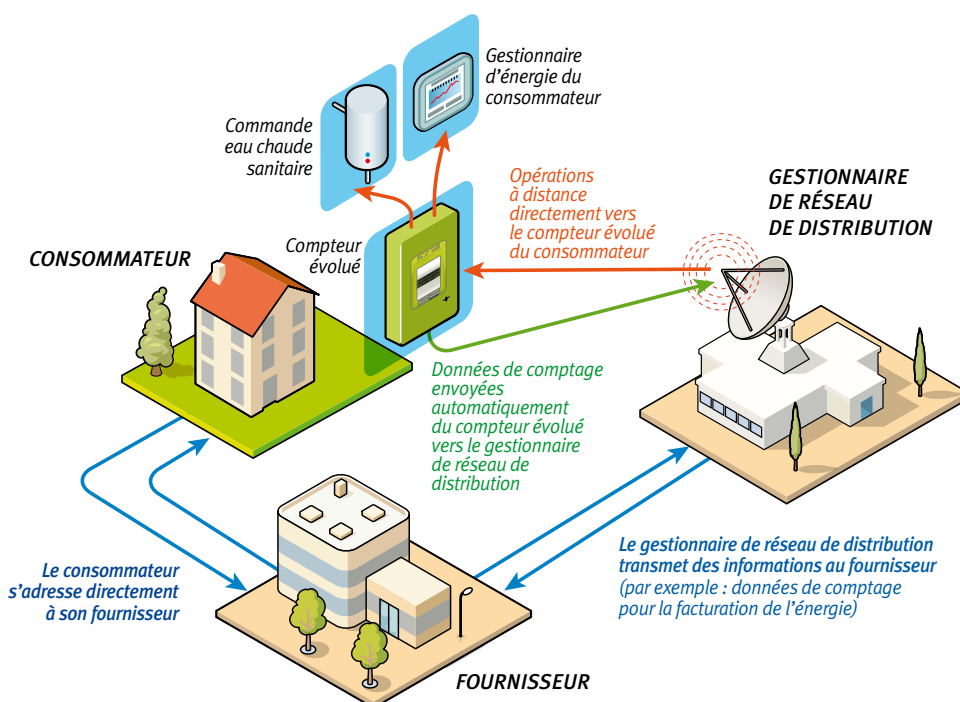 Gestionnaire
d'énergie du
consommateur
Commande
eau chaude
sanitaire
Opérations
à distance
directement vers
le compteur évolué
du consommateur
GESTIONNAIRE
DE RÉSEAU
DE DISTRIBUTION
CONSOMMATEUR
Compteur
évolué
Données de comptage
envoyées
automatiquement
du compteur évolué
vers le gestionnaire
de réseau de
distribution
Le consommateur
s'adresse directement
à son fournisseur
Le gestionnaire de réseau de distribution
transmet des informations au fournisseur
(par exemple : données de comptage
pour la facturation de l'énergie)
FOURNISSEUR